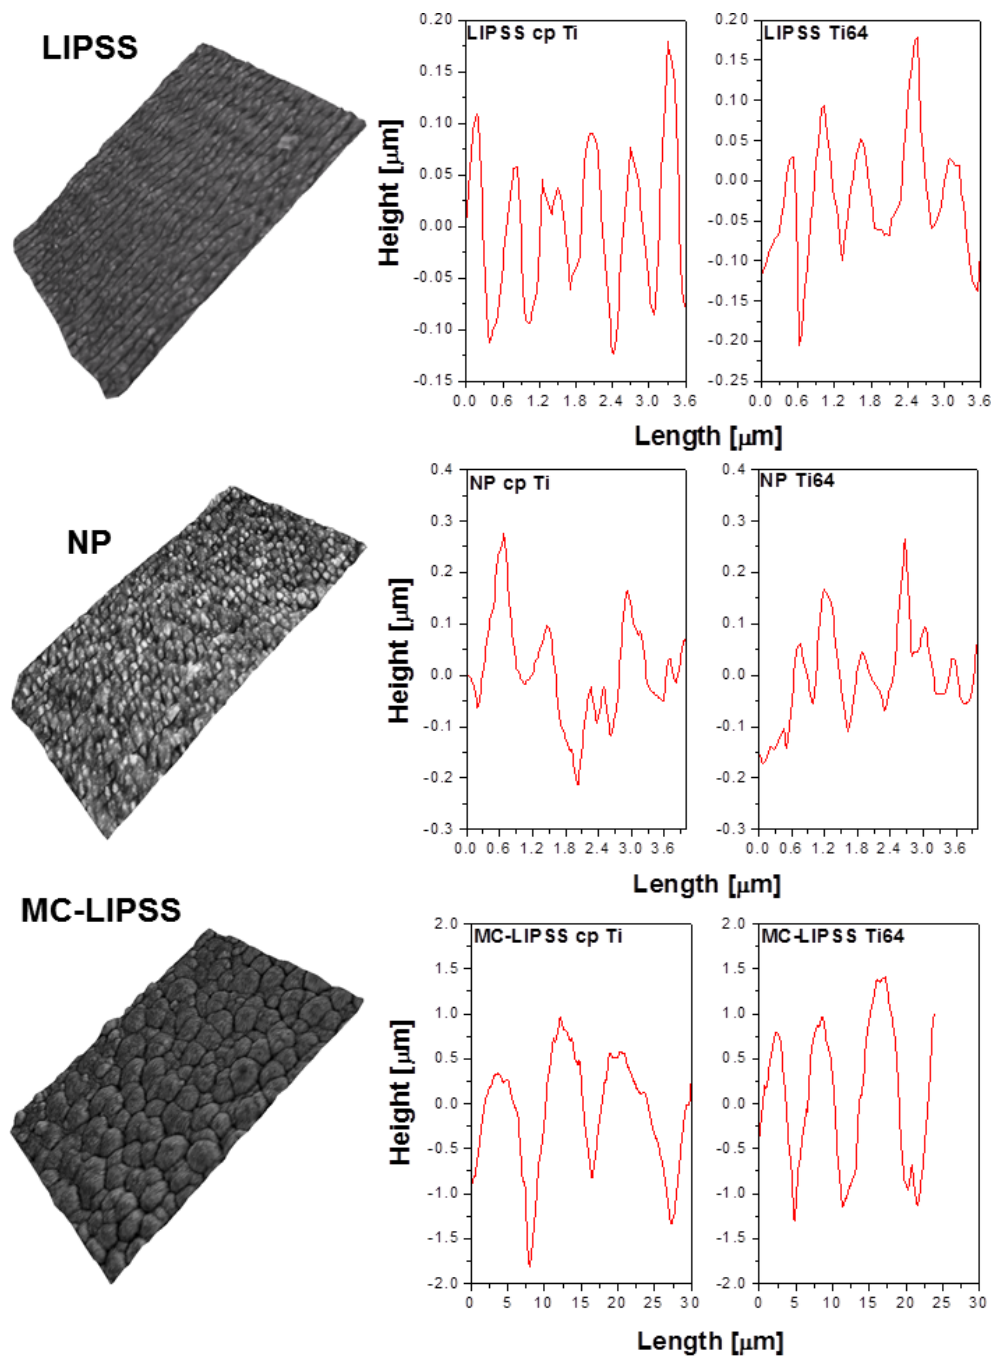 LIPSS
LIPSS cp Ti
LIPSS Ti64
Height [μm]
0.20
0.15
0.10
0.05
0.00
-0.05
-0.10
-0.15
0.0 0.6 1.2 1.8 2.4 3.0 3.6
0.20
0.15
0.10
0.05
0.00
-0.05
-0.10
-0.15
-0.20
-0.25
0.0 0.6 1.2 1.8 2.4 3.0 3.6
Length [μm]
NP
NP cp Ti
NP Ti64
Height [μm]
0.4
0.3
0.2
0.1
0.0
-0.1
-0.2
-0.3
0.0 0.6 1.2 1.8 2.4 3.0 3.6
0.4
0.3
0.2
0.1
0.0
-0.1
-0.2
-0.3
0.0 0.6 1.2 1.8 2.4 3.0 3.6
Length [μm]
MC-LIPSS
MC-LIPSS cp Ti
MC-LIPSS Ti64
Height [μm]
2.0
1.5
1.0
0.5
0.0
-0.5
-1.0
-1.5
-2.0
0 5 10 15 20 25 30
2.0
1.5
1.0
0.5
0.0
-0.5
-1.0
-1.5
-2.0
0 5 10 15 20 25 30
Length [μm]